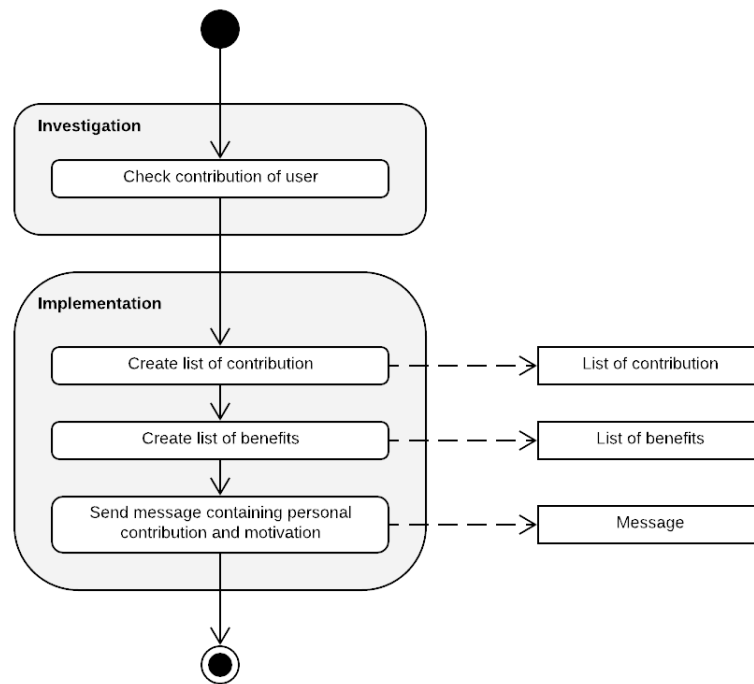 Investigation
Check contribution of user
Implementation
Create list of contribution
List of contribution
Create list of benefits
List of benefits
Send message containing personal
contribution and motivation
Message